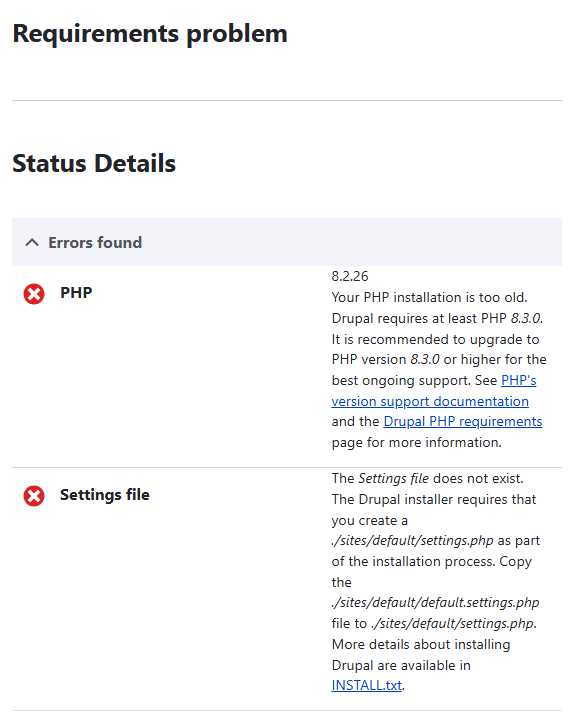 Requirements problem
Status Details
Errors found
PHP
8.2.26
Your PHP installation is too old.
Drupal requires at least PHP 8.3.0.
It is recommended to upgrade to
PHP version 8.3.0 or higher for the
best ongoing support. See PHP's
version support documentation
and the Drupal PHP requirements
page for more information.
Settings file
The Settings file does not exist.
The Drupal installer requires that
you create a
./sites/default/settings.php as part
of the installation process. Copy
the
./sites/default/default.settings.php
file to ./sites/default/settings.php.
More details about installing
Drupal are available in
INSTALL.txt.